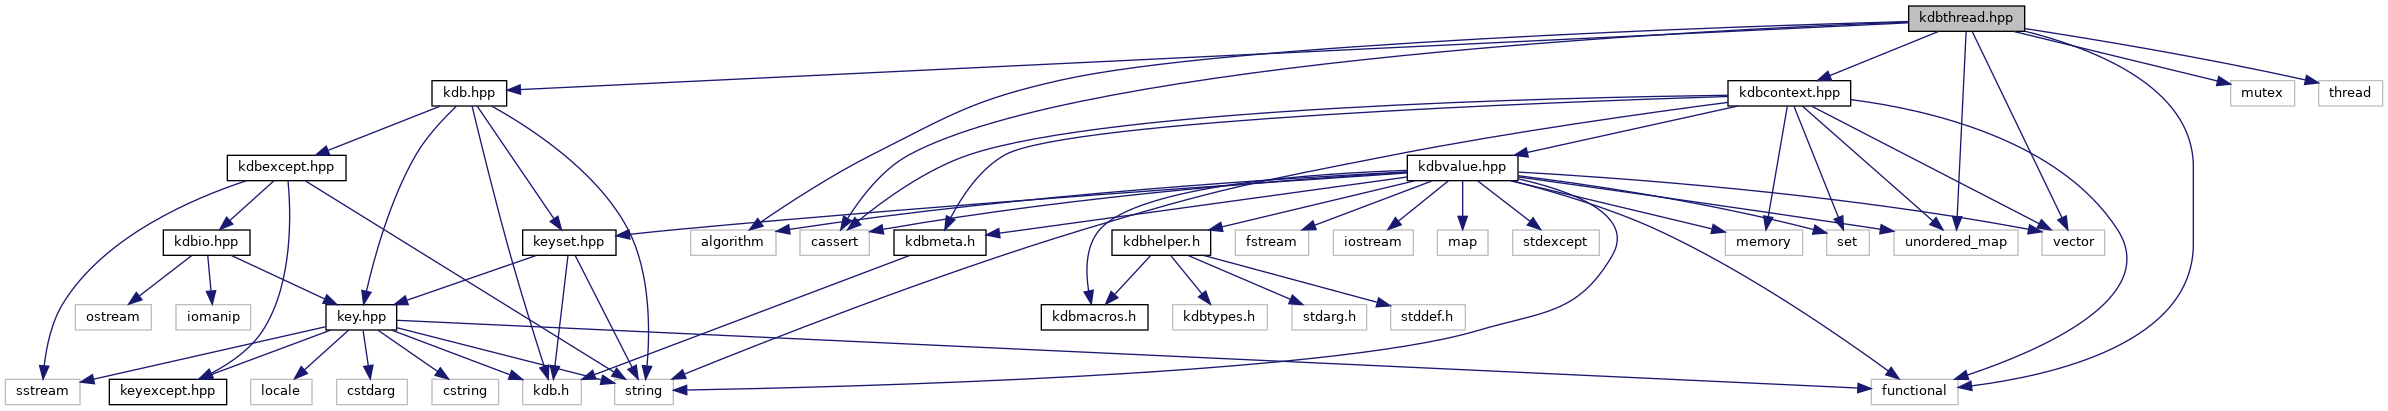 kdbthread.hpp
kdb.hpp
kdbcontext.hpp
mutex
thread
kdbexcept.hpp
kdbvalue.hpp
kdbio.hpp
keyset.hpp
algorithm
cassert
kdbmeta.h
kdbhelper.h
fstream
iostream
map
stdexcept
memory
set
unordered_map
vector
ostream
iomanip
key.hpp
kdbmacros.h
kdbtypes.h
stdarg.h
stddef.h
sstream
keyexcept.hpp
locale
cstdarg
cstring
kdb.h
string
functional